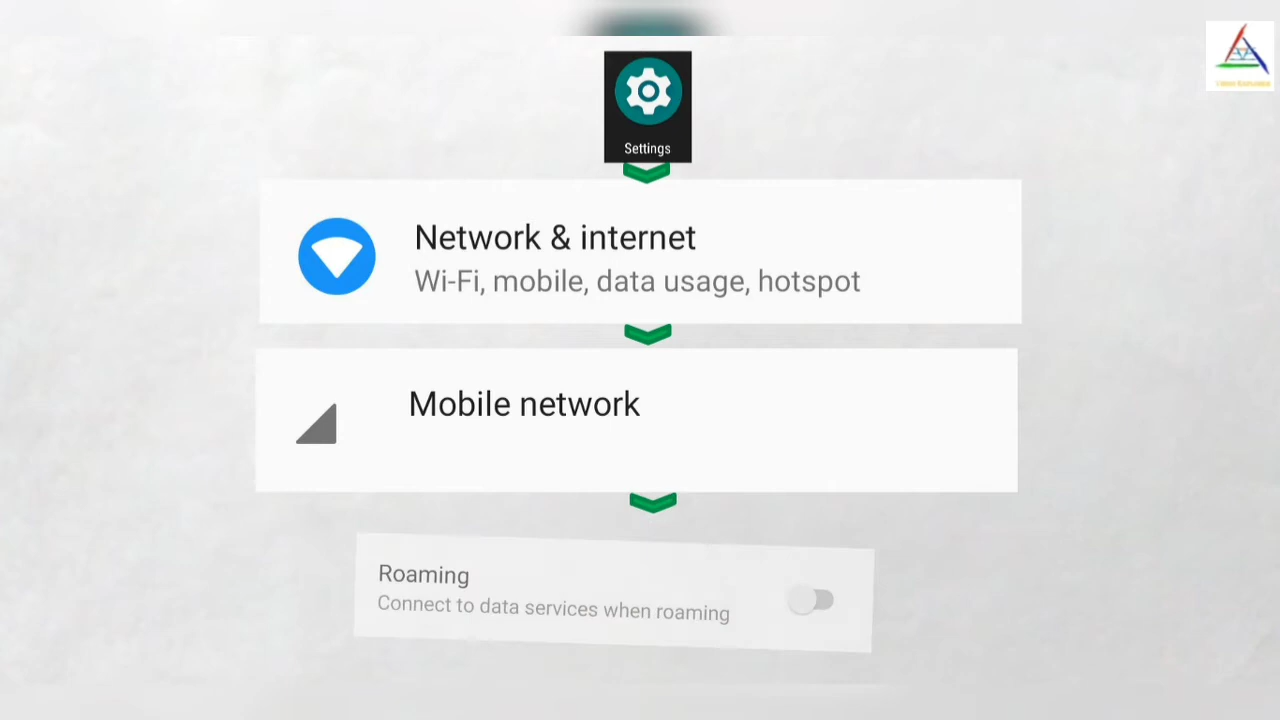 Settings
Network & internet
Wi-Fi, mobile, data usage, hotspot
Mobile network
Roaming
Connect to data services when roaming